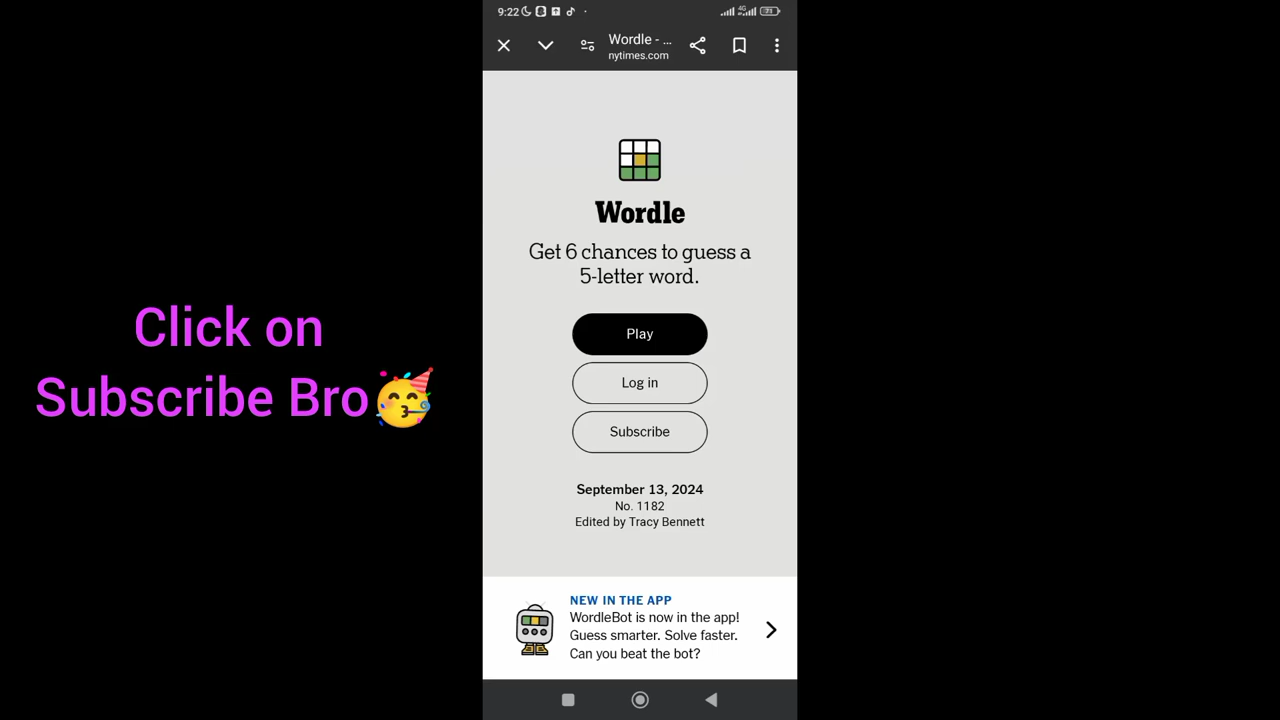 9:22
4G
71
Wordle - ...
nytimes.com
Wordle
Get 6 chances to guess a
5-letter word.
Play
Log in
Subscribe
September 13, 2024
No. 1182
Edited by Tracy Bennett
NEW IN THE APP
WordleBot is now in the app!
Guess smarter. Solve faster.
Can you beat the bot?
Click on
Subscribe Bro🥳